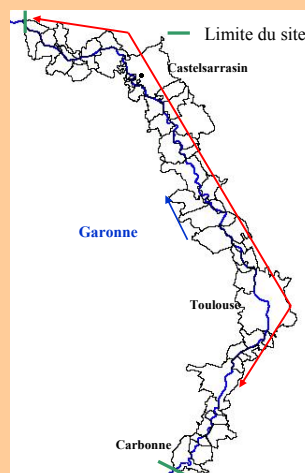 Limite du site
Castelsarrasin
Garonne
Toulouse
Carbonne